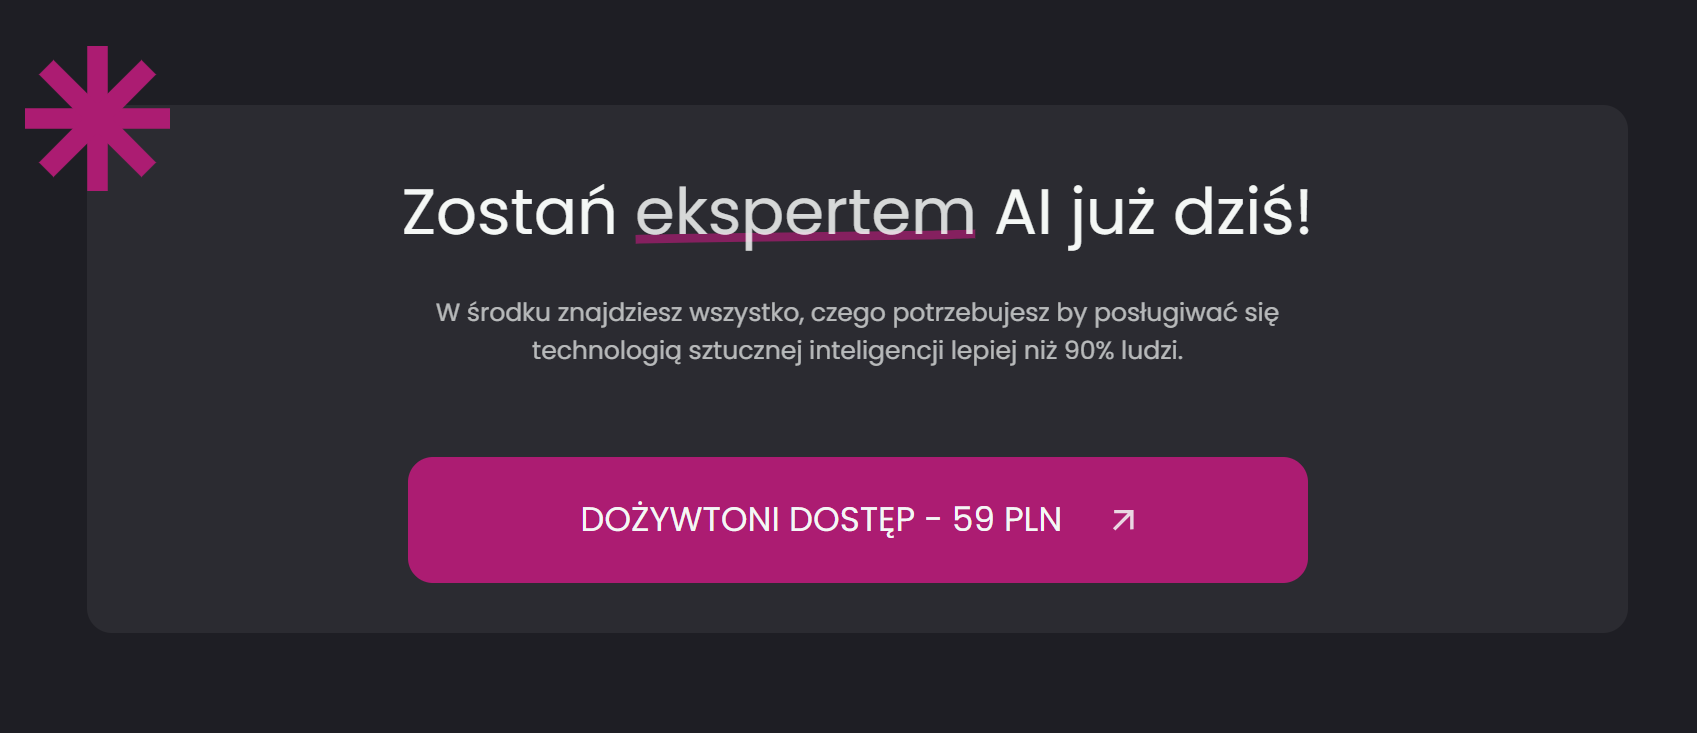 Zostań ekspertem AI już dziś!
W środku znajdziesz wszystko, czego potrzebujesz by posługiwać się
technologią sztucznej inteligencji lepiej niż 90% ludzi.
DOŻYWTONI DOSTĘP - 59 PLN